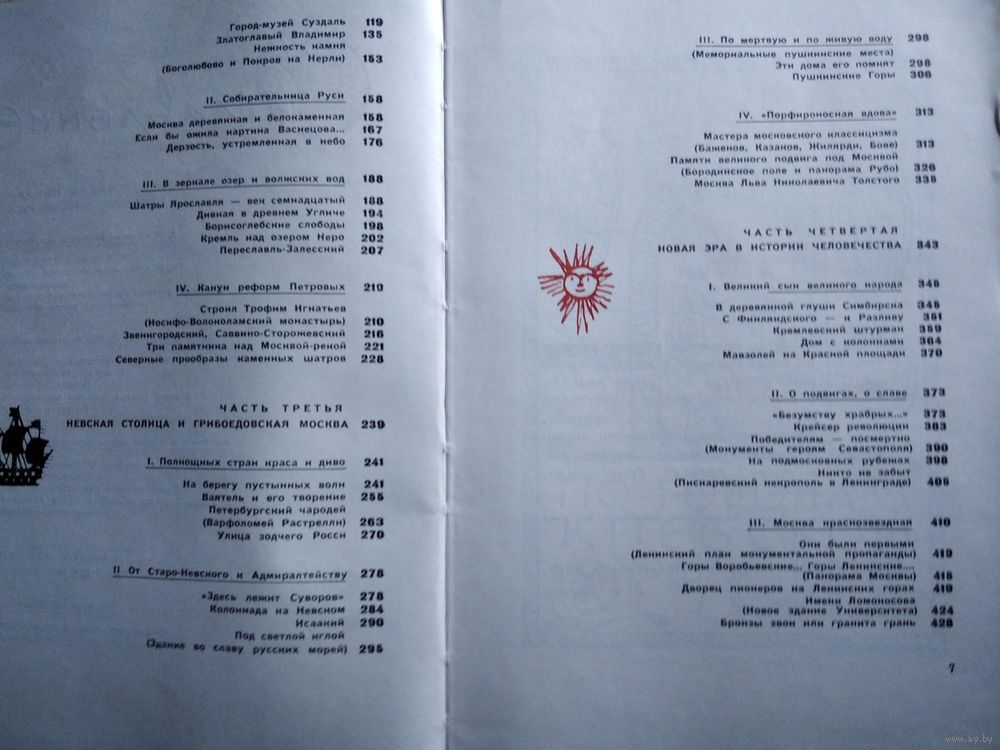 Город-музей Суздаль 119
Златоглавый Владимир 135
Нежность камня
(Боголюбово и Покров на Нерли) 153
II. Собирательница Руси 158
Москва деревянная и белокаменная 158
Если бы ожила картина Васнецова... 167
Дерзость, устремленная в небо 176
III. В зеркале озер и волжских вод 188
Шатры Ярославля — век семнадцатый 188
Дивная в древнем Угличе 194
Борисоглебские слободы 198
Кремль над озером Неро 202
Переславль-Залесский 207
IV. Канун реформ Петровых 210
Строил Трофим Игнатьев
(Иосифо-Волоколамский монастырь) 210
Звенигородский, Саввино-Сторожевский 216
Три памятника над Москвой-рекой 221
Северные прообразы каменных шатров 228
ЧАСТЬ ТРЕТЬЯ
НЕВСКАЯ СТОЛИЦА И ГРИБОЕДОВСКАЯ МОСКВА 239
I. Полнощных стран краса и диво 241
На берегу пустынных волн 241
Ваятель и его творение 255
Петербургский чародей
(Варфоломей Растрелли) 263
Улица зодчего Росси 270
II От Старо-Невского к Адмиралтейству 278
«Здесь лежит Суворов» 278
Колоннада на Невском 284
Исаакий 290
Под светлой иглой
(Здание во славу русских морей) 295
III. По мертвую и по живую воду 298
(Мемориальные пушкинские места)
Эти дома его помнят 298
Пушкинские Горы 306
IV. «Порфироносная вдова» 313
Мастера московского классицизма
(Баженов, Казаков, Жилярди, Бове) 313
Памяти великого подвига под Москвой
(Бородинское поле и панорама Рубо) 326
Москва Льва Николаевича Толстого 335
ЧАСТЬ ЧЕТВЕРТАЯ
НОВАЯ ЭРА В ИСТОРИИ ЧЕЛОВЕЧЕСТВА 343
I. Великий сын великого народа 345
В деревянной глуши Симбирска 345
С Финляндского — к Разливу 351
Кремлевский штурман 359
Дом с колоннами 364
Мавзолей на Красной площади 370
II. О подвигах, о славе 373
«Безумству храбрых...» 373
Крейсер революции 383
Победителям — посмертно
(Монументы героям Севастополя) 390
На подмосковных рубежах 398
Никто не забыт
(Пискаревский некрополь в Ленинграде) 405
III. Москва краснозвездная 410
Они были первыми
(Ленинский план монументальной пропаганды) 410
Горы Воробьевские... Горы Ленинские....
(Панорама Москвы) 416
Дворец пионеров на Ленинских горах 419
Имени Ломоносова
(Новое здание Университета) 424
Бронзы звон или гранита грань 428
7
www.ay.by